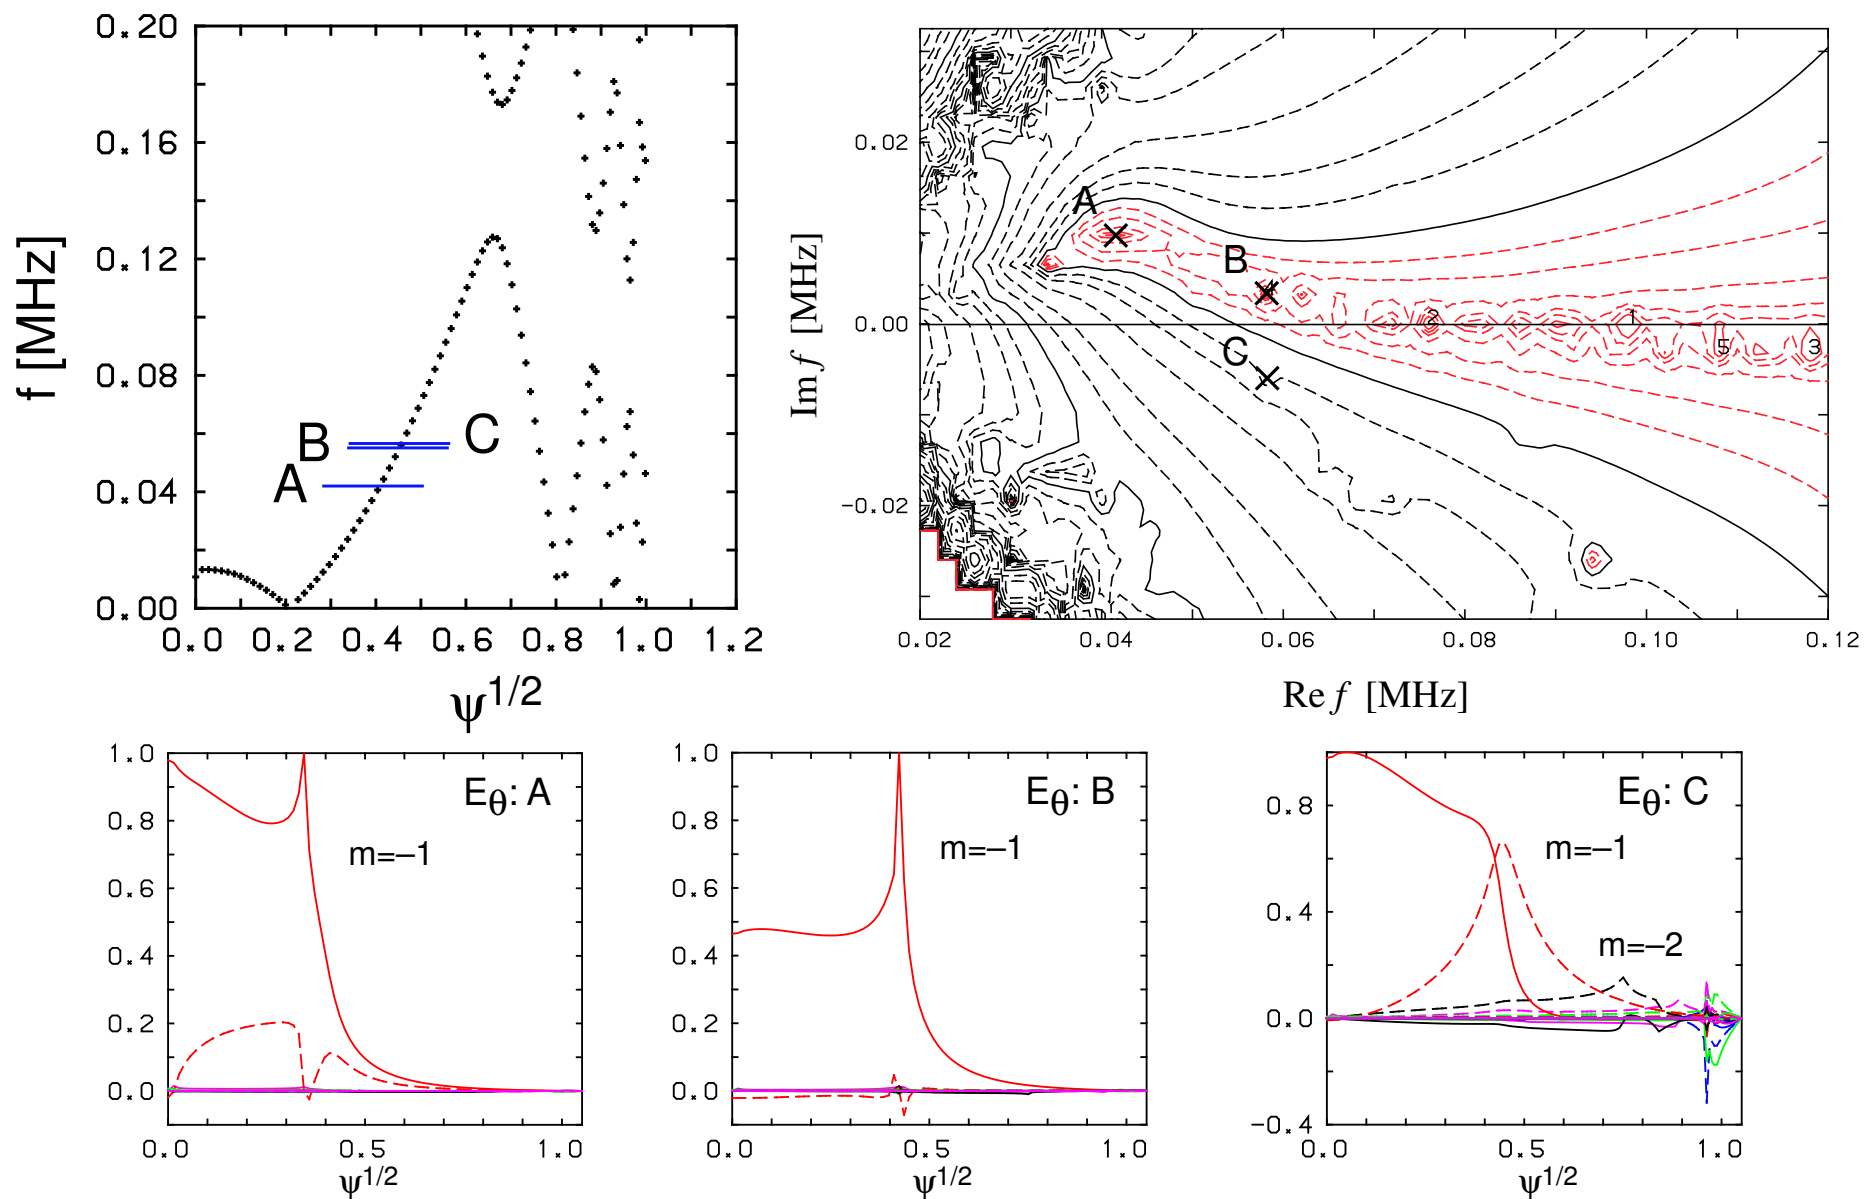 f [MHz]
0.20
0.16
0.12
0.08
0.04
0.00
B
C
A
0.0 0.2 0.4 0.6 0.8 1.0 1.2
ψ1/2
Im f [MHz]
0.02
0.00
-0.02
A
B
C
2
1
5
3
0.02 0.04 0.06 0.08 0.10 0.12
Re f [MHz]
1.0
0.8
0.6
0.4
0.2
0.0
Eθ: A
m=−1
0.0 0.5 1.0
ψ1/2
1.0
0.8
0.6
0.4
0.2
0.0
Eθ: B
m=−1
0.0 0.5 1.0
ψ1/2
0.8
0.4
0.0
-0.4
Eθ: C
m=−1
m=−2
0.0 0.5 1.0
ψ1/2